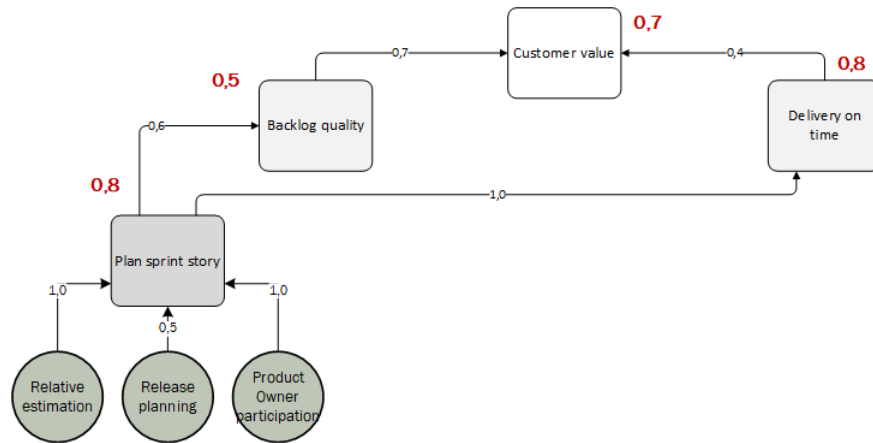 0,7
Customer value
0,7
0,4
0,8
0,5
Backlog quality
Delivery on
time
0,6
0,8
1,0
Plan sprint story
1,0
0,5
1,0
Relative
estimation
Release
planning
Product
Owner
participation